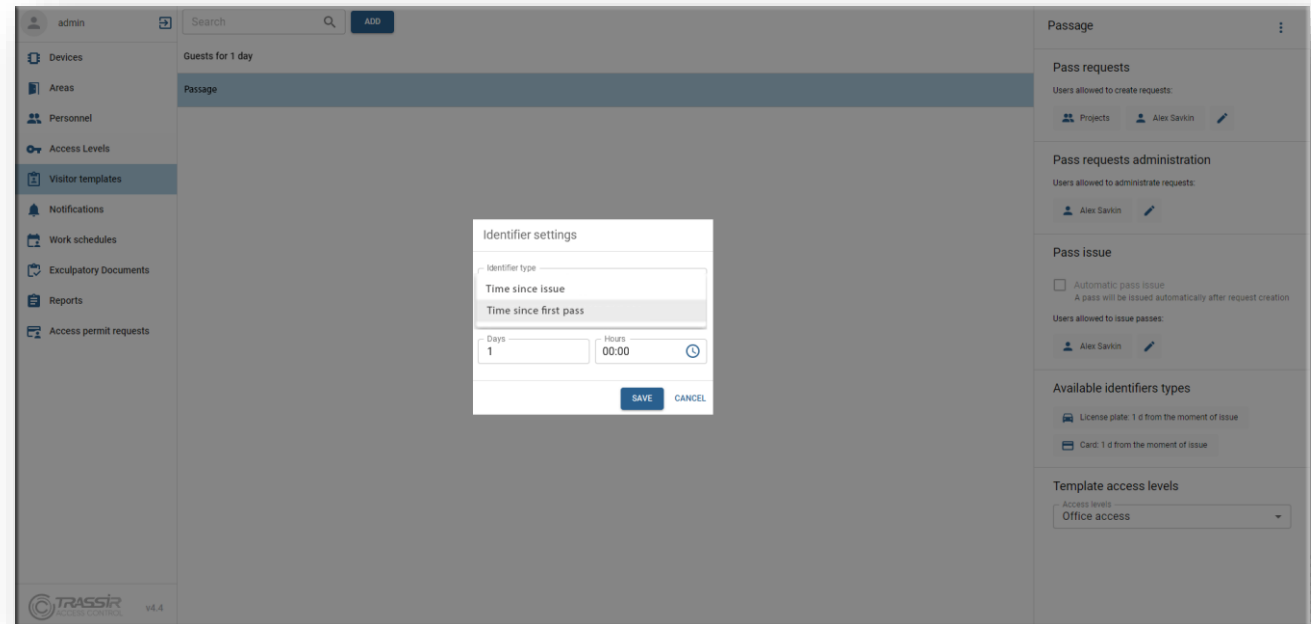 admin
Devices
Areas
Personnel
Access Levels
Visitor templates
Notifications
Work schedules
Exculpatory Documents
Reports
Access permit requests
TRASSIR
ACCESS CONTROL
v4.4
Search
ADD
Guests for 1 day
Passage
Identifier settings
Identifier type
Time since issue
Time since first pass
Days
1
Hours
00:00
SAVE CANCEL
Passage
Pass requests
Users allowed to create requests:
Projects Alex Savkin
Pass requests administration
Users allowed to administrate requests:
Alex Savkin
Pass issue
Automatic pass issue
A pass will be issued automatically after request creation
Users allowed to issue passes:
Alex Savkin
Available identifiers types
License plate: 1 d from the moment of issue
Card: 1 d from the moment of issue
Template access levels
Access levels
Office access